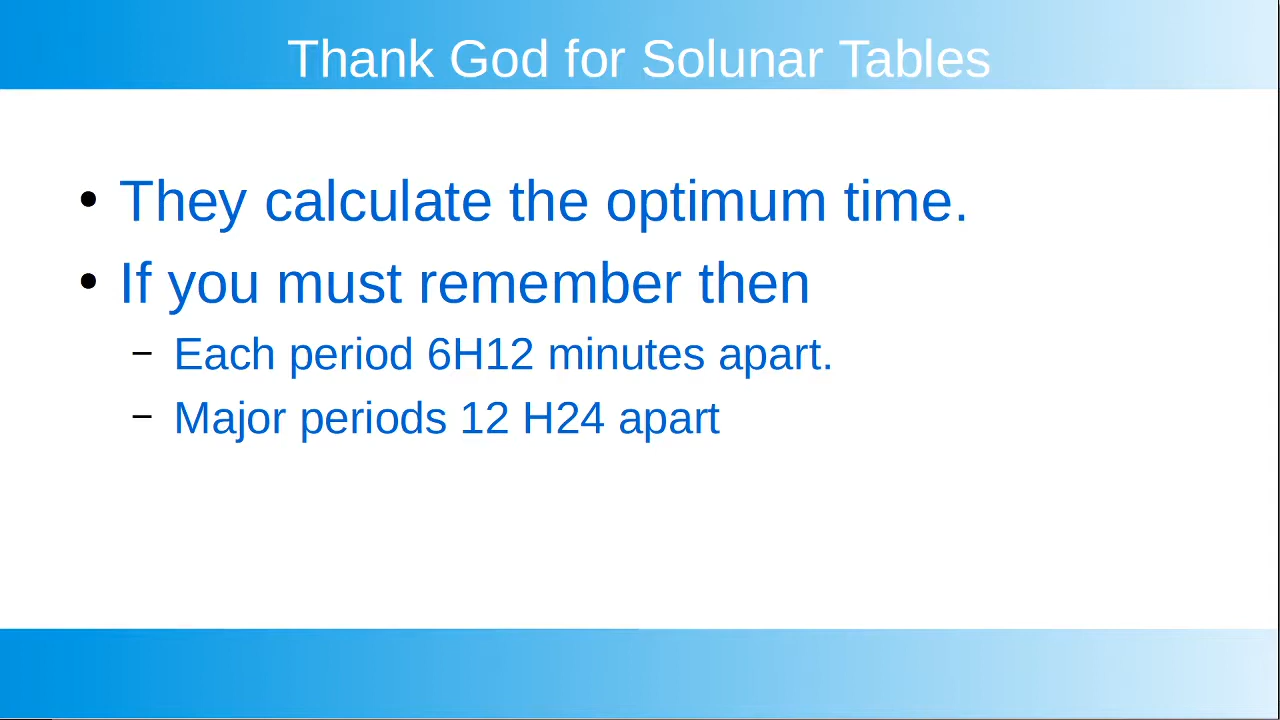 Thank God for Solunar Tables
• They calculate the optimum time.
• If you must remember then
– Each period 6H12 minutes apart.
– Major periods 12 H24 apart